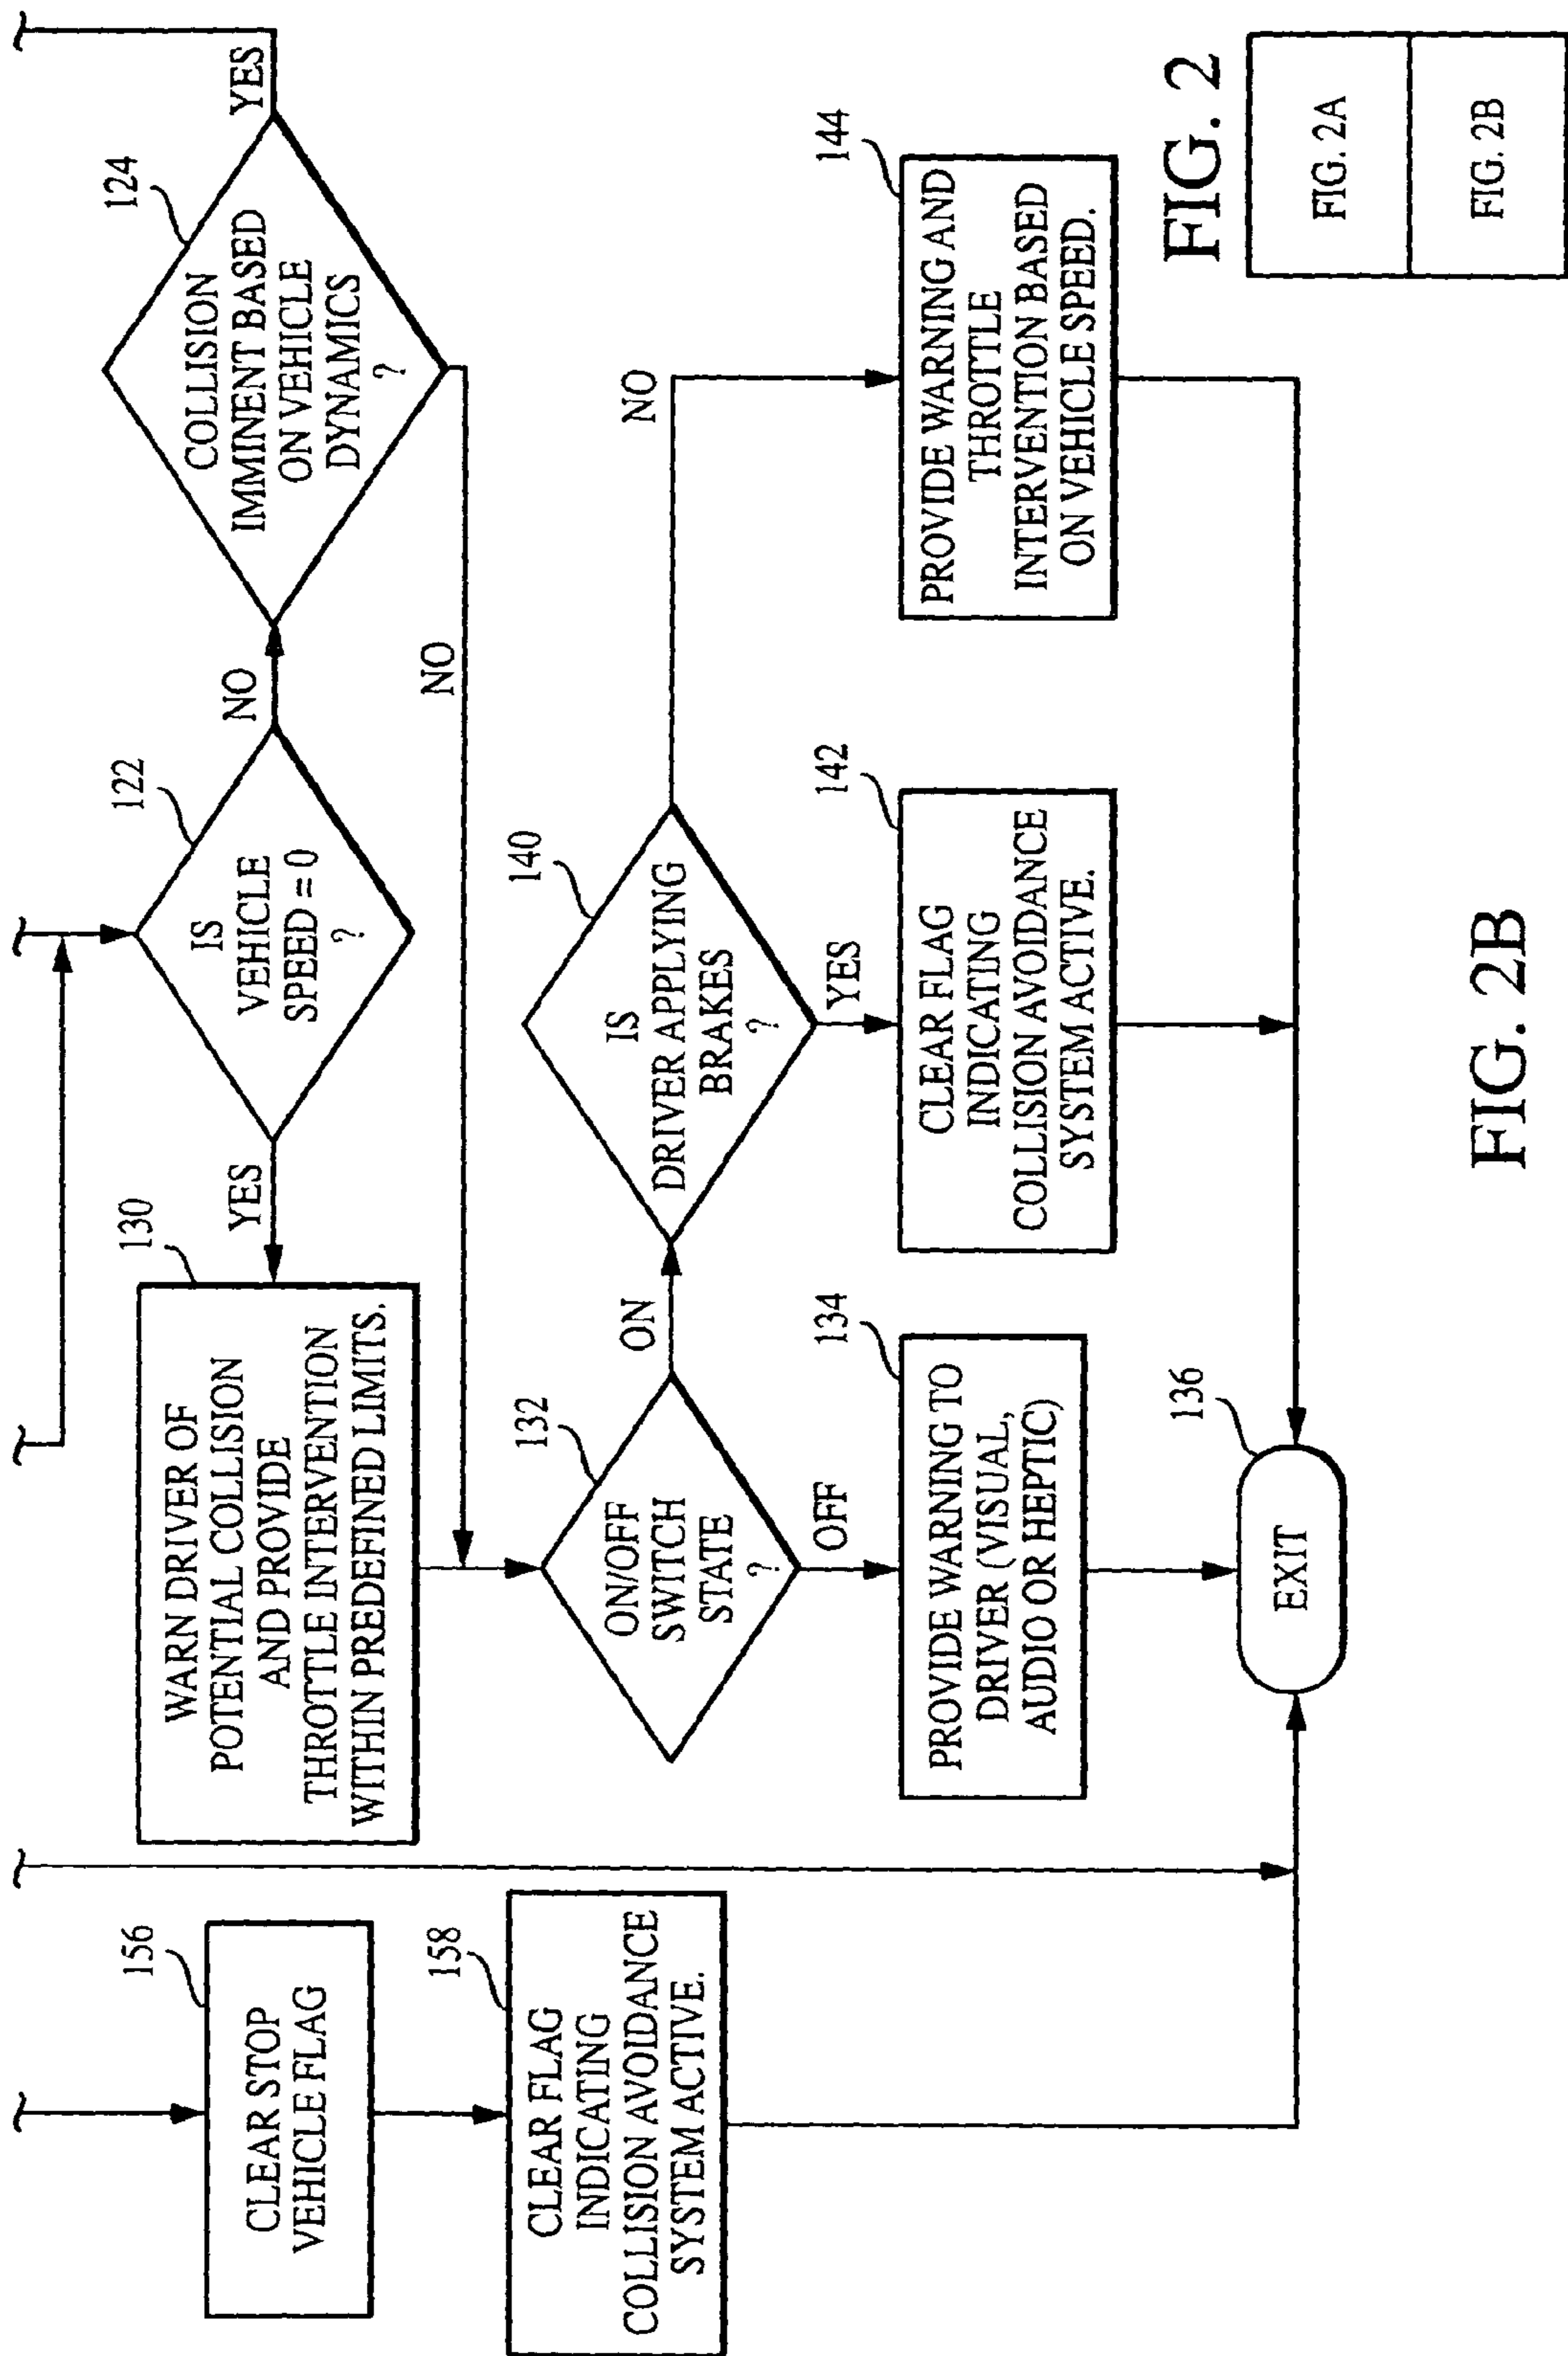 156
CLEAR STOP
VEHICLE FLAG
158
CLEAR FLAG
INDICATING
COLLISION AVOIDANCE
SYSTEM ACTIVE.
130
WARN DRIVER OF
POTENTIAL COLLISION
AND PROVIDE
THROTTLE INTERVENTION
WITHIN PREDEFINED LIMITS.
YES
122
IS
VEHICLE
SPEED = 0
?
NO
124
COLLISION
IMMINENT BASED
ON VEHICLE
DYNAMICS
?
YES
NO
132
ON/OFF
SWITCH
STATE
?
ON
OFF
140
IS
DRIVER APPLYING
BRAKES
?
NO
YES
134
PROVIDE WARNING TO
DRIVER (VISUAL,
AUDIO OR HEPTIC)
142
CLEAR FLAG
INDICATING
COLLISION AVOIDANCE
SYSTEM ACTIVE.
144
PROVIDE WARNING AND
THROTTLE
INTERVENTION BASED
ON VEHICLE SPEED.
136
EXIT
FIG. 2B
FIG. 2
FIG. 2A
FIG. 2B